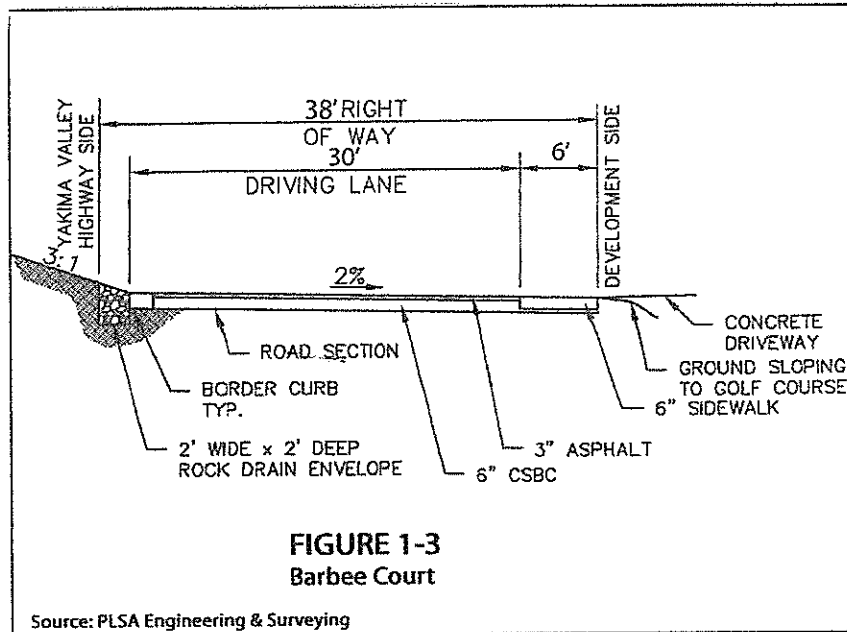 38' RIGHT
OF WAY
30'
DRIVING LANE
6'
YAKIMA VALLEY
HIGHWAY SIDE
DEVELOPMENT SIDE
3:1
2%
CONCRETE
DRIVEWAY
GROUND SLOPING
TO GOLF COURSE
6" SIDEWALK
ROAD SECTION
BORDER CURB
TYP.
2' WIDE x 2' DEEP
ROCK DRAIN ENVELOPE
3" ASPHALT
6" CSBC
FIGURE 1-3
Barbee Court
Source: PLSA Engineering & Surveying